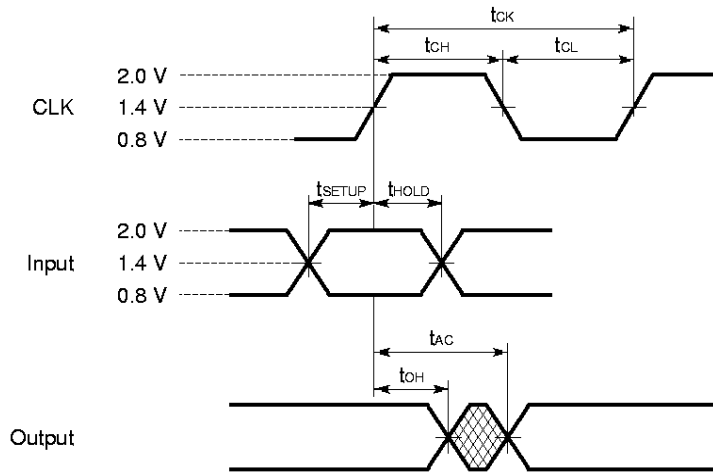 tCK
tCH tCL
2.0 V
CLK 1.4 V
0.8 V
tSETUP tHOLD
2.0 V
Input 1.4 V
0.8 V
tAC
tOH
Output